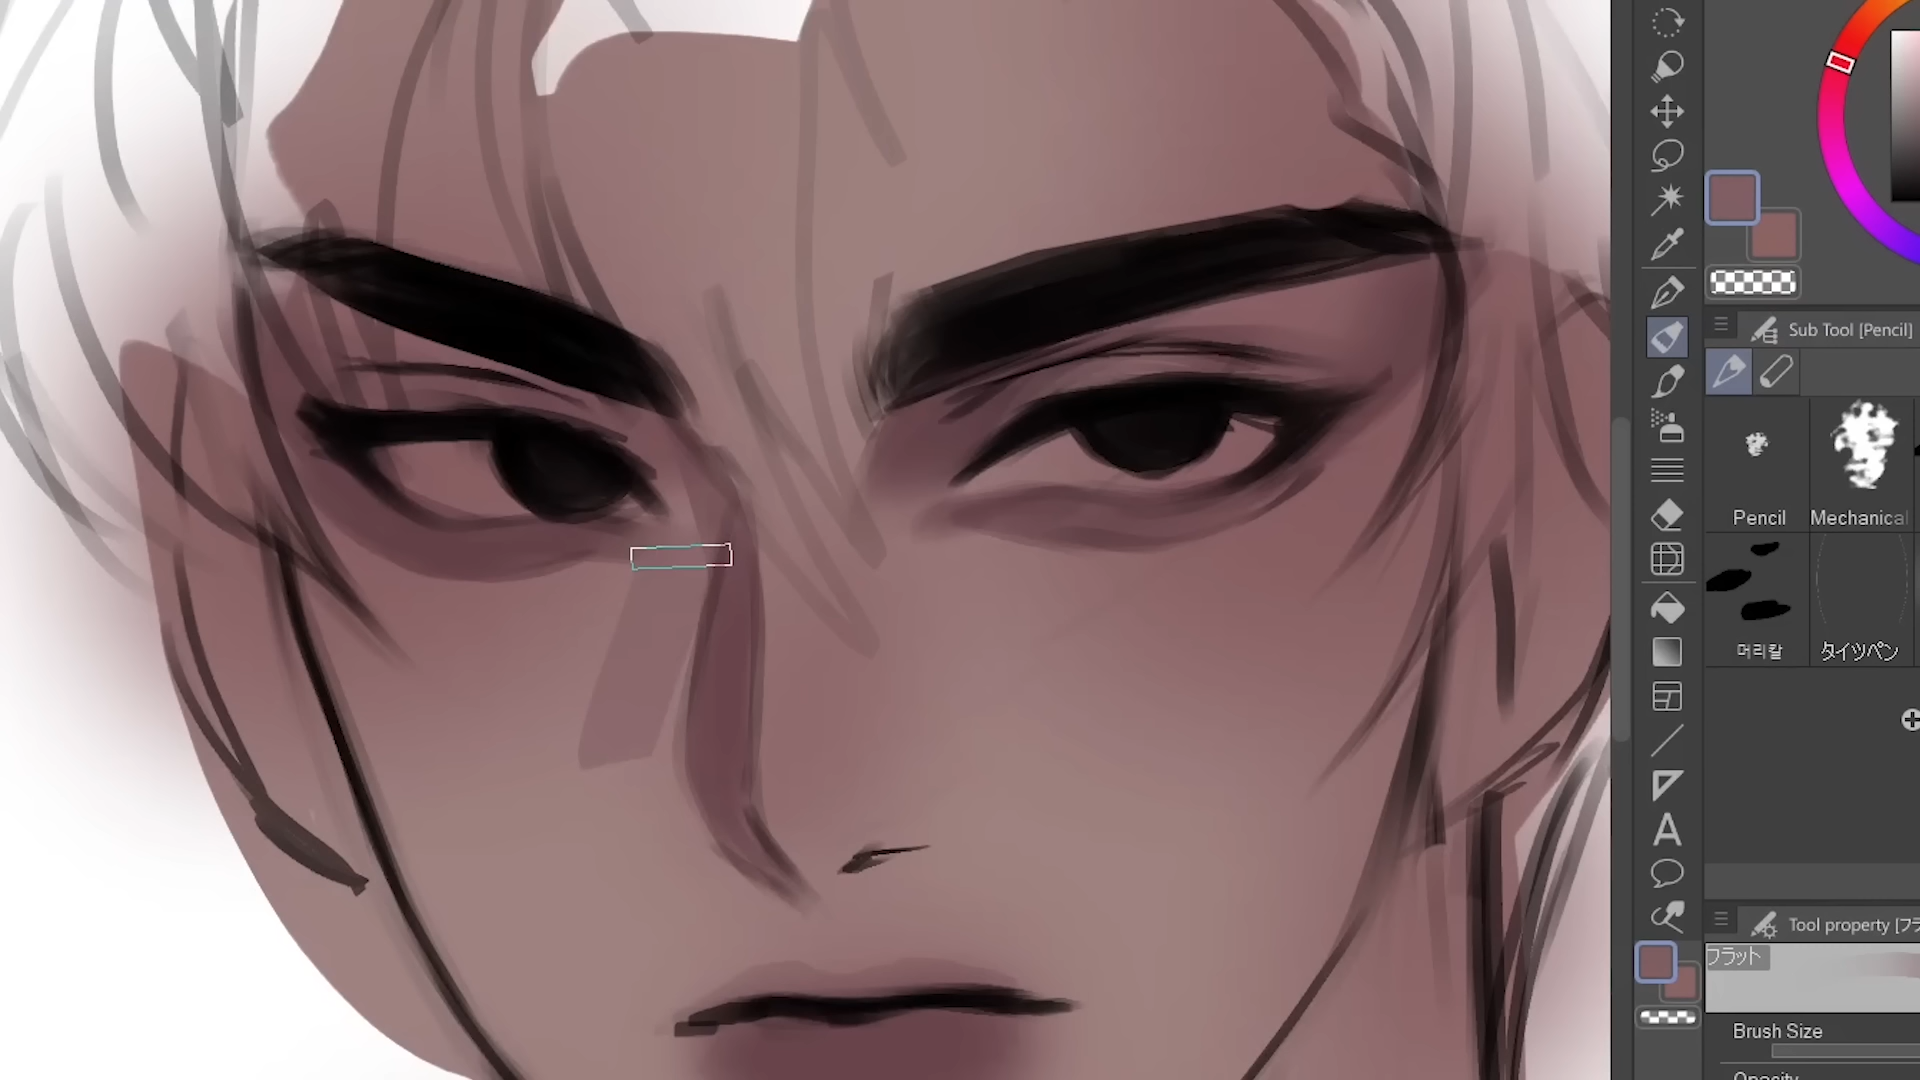 Sub Tool [Pencil]
Pencil
Mechanical
머리칼
タイツペン
Tool property [フラ
フラット
Brush Size
Opacity